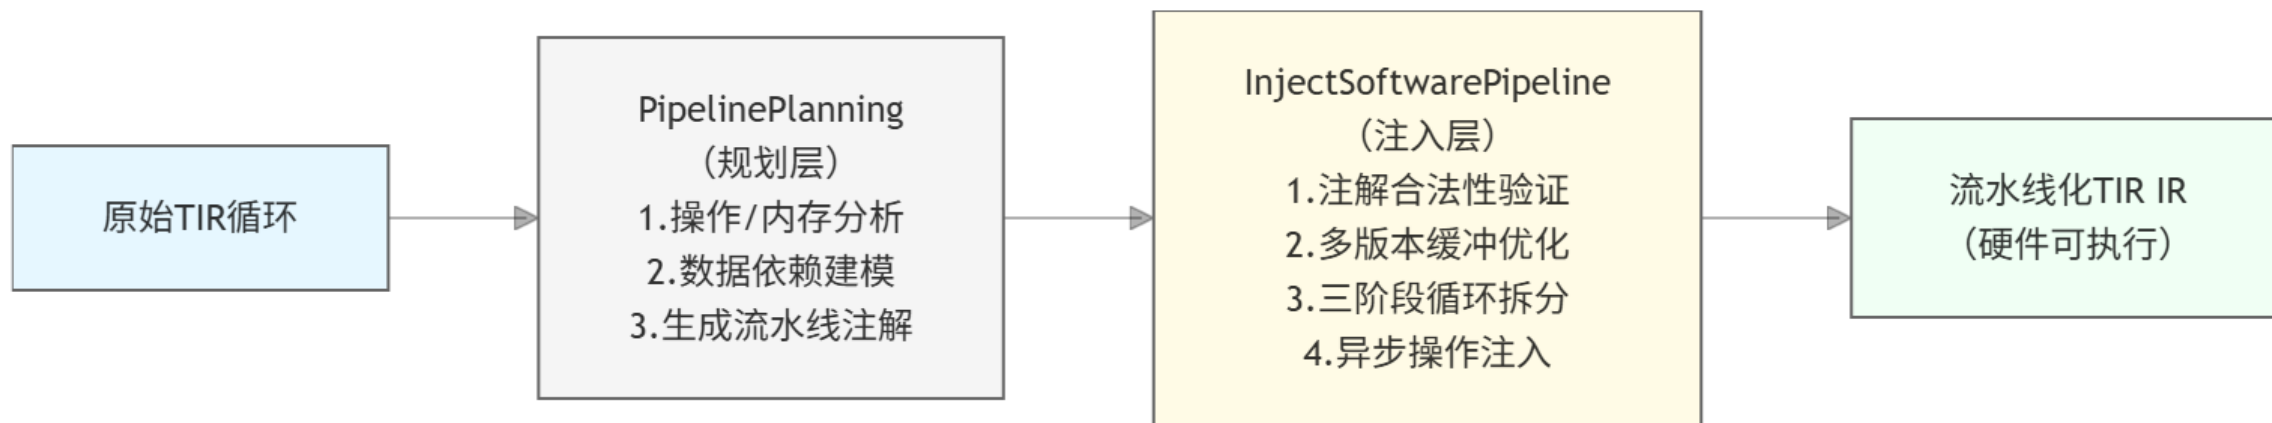 原始TIR循环
PipelinePlanning
（规划层）
1.操作/内存分析
2.数据依赖建模
3.生成流水线注解
InjectSoftwarePipeline
（注入层）
1.注解合法性验证
2.多版本缓冲优化
3.三阶段循环拆分
4.异步操作注入
流水线化TIR IR
（硬件可执行）